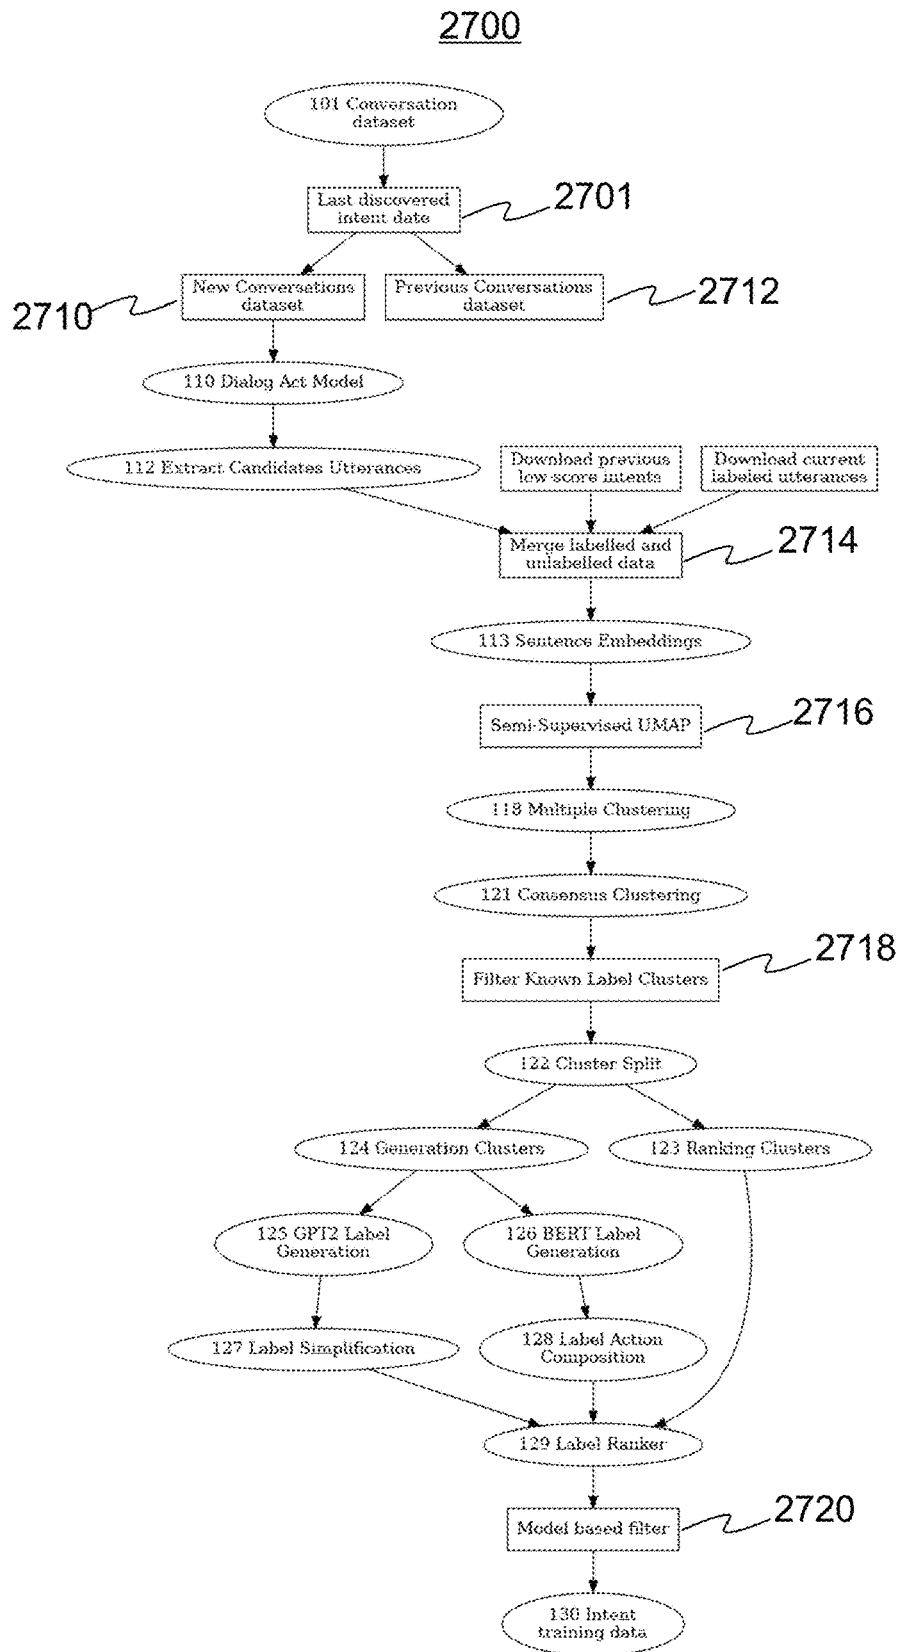 2700
101 Conversation
dataset
Last discovered
intent date
2701
New Conversations
dataset
Previous Conversations
dataset
2710
2712
110 Dialog Act Model
112 Extract Candidates Utterances
Download previous
low score intents
Download current
labeled utterances
Merge labelled and
unlabelled data
2714
113 Sentence Embeddings
Semi-Supervised UMAP
2716
118 Multiple Clustering
121 Consensus Clustering
Filter Known Label Clusters
2718
122 Cluster Split
124 Generation Clusters
123 Ranking Clusters
125 GPT2 Label
Generation
126 BERT Label
Generation
127 Label Simplification
128 Label Action
Composition
129 Label Ranker
Model based filter
2720
130 Intent
training data